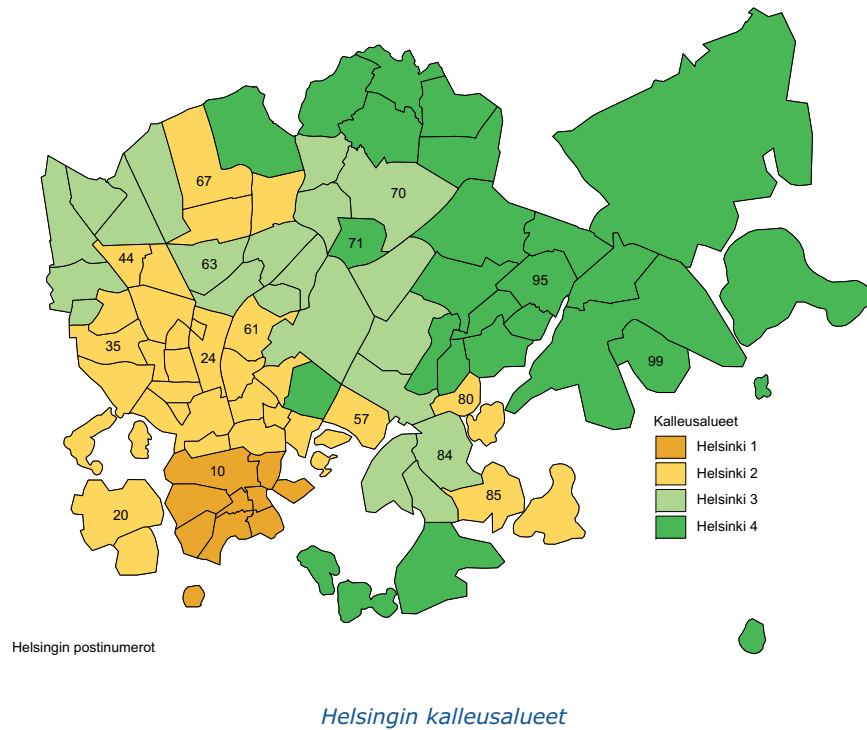 67
70
71
44
63
95
61
35
24
99
80
57
Kalleusalueet
Helsinki 1
84
10
Helsinki 2
85
Helsinki 3
20
Helsinki 4
Helsingin postinumerot
Helsingin kalleusalueet